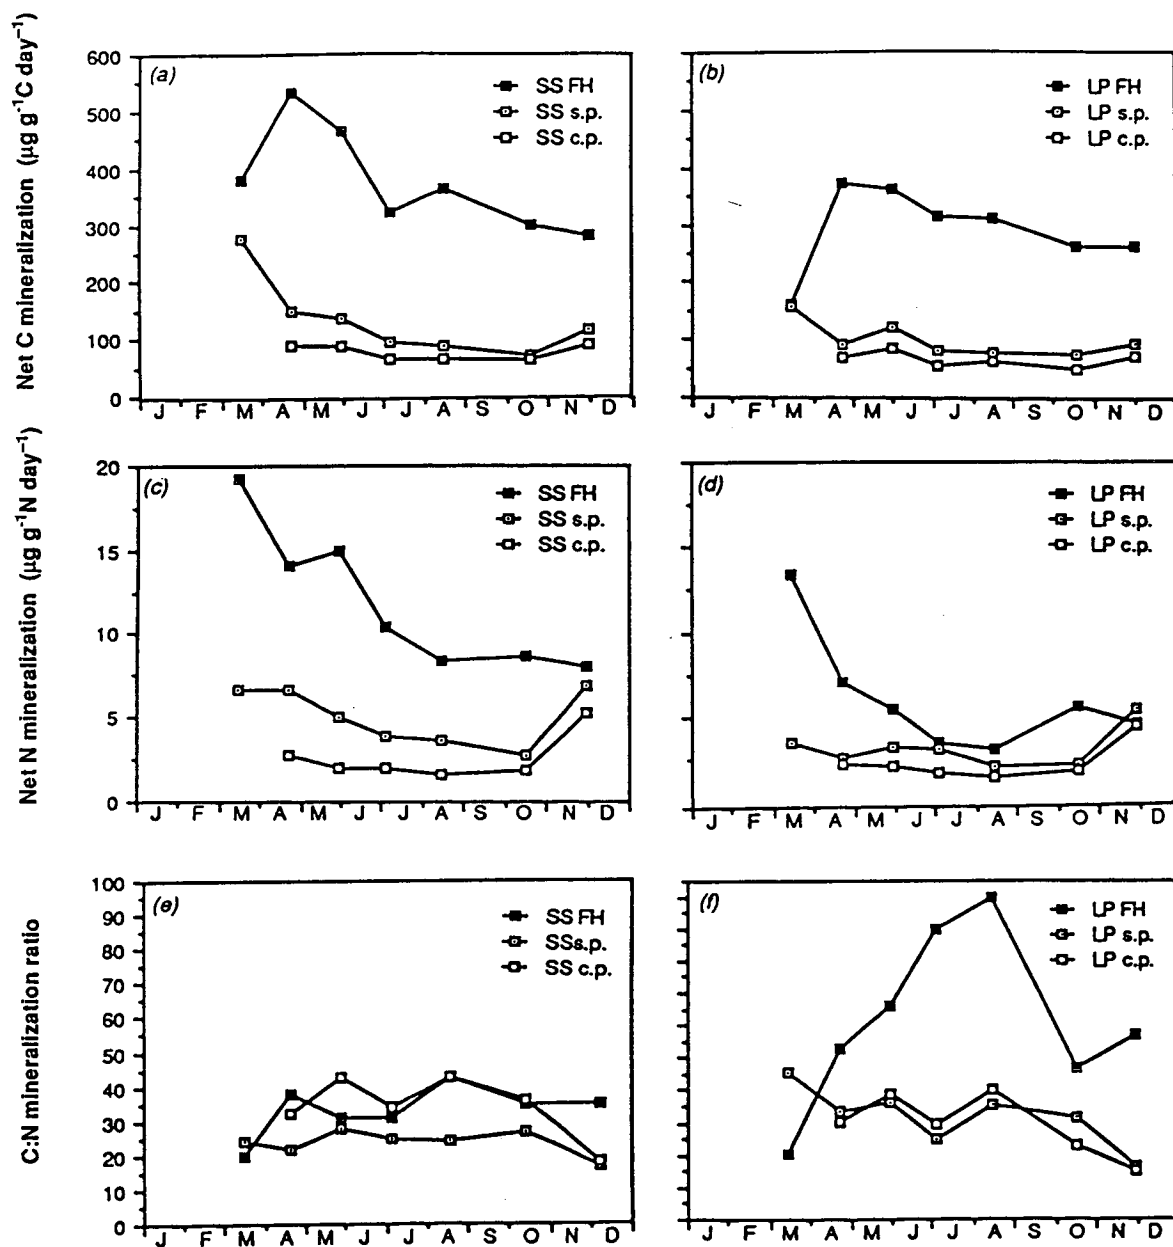 Net C mineralization (µg g⁻¹C day⁻¹)
600
500
400
300
200
100
0
(a)
SS FH
SS s.p.
SS c.p.
J F M A M J J A S O N D
(b)
LP FH
LP s.p.
LP c.p.
J F M A M J J A S O N D
Net N mineralization (µg g⁻¹N day⁻¹)
20
15
10
5
0
(c)
SS FH
SS s.p.
SS c.p.
J F M A M J J A S O N D
(d)
LP FH
LP s.p.
LP c.p.
J F M A M J J A S O N D
C:N mineralization ratio
100
90
80
70
60
50
40
30
20
10
0
(e)
SS FH
SSs.p.
SS c.p.
J F M A M J J A S O N D
(f)
LP FH
LP s.p.
LP c.p.
J F M A M J J A S O N D